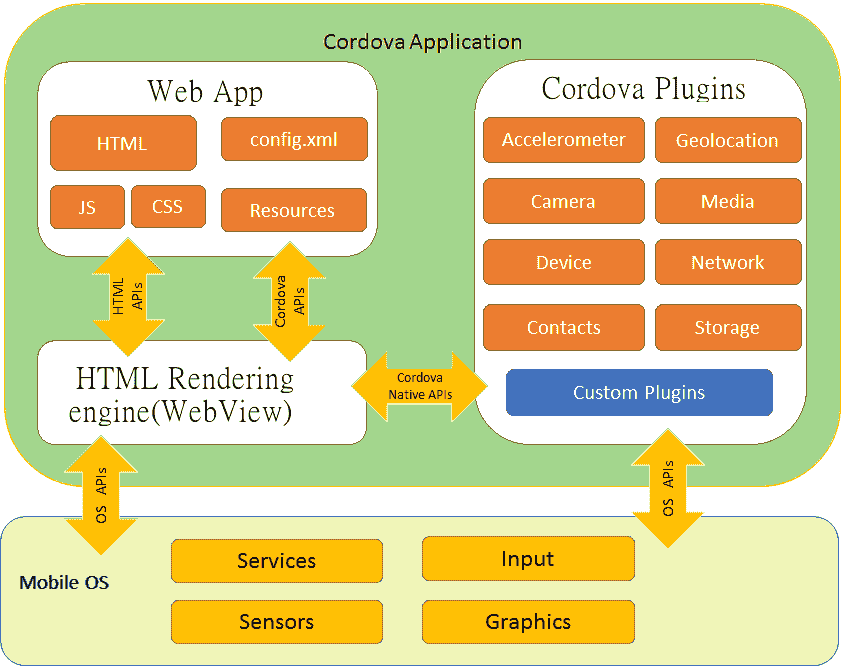 Cordova Application
Web App
HTML
config.xml
JS
CSS
Resources
HTML
APIs
Cordova
APIs
HTML Rendering
engine(WebView)
Cordova
Native APIs
Cordova Plugins
Accelerometer
Geolocation
Camera
Media
Device
Network
Contacts
Storage
Custom Plugins
OS APIs
OS APIs
Mobile OS
Services
Input
Sensors
Graphics